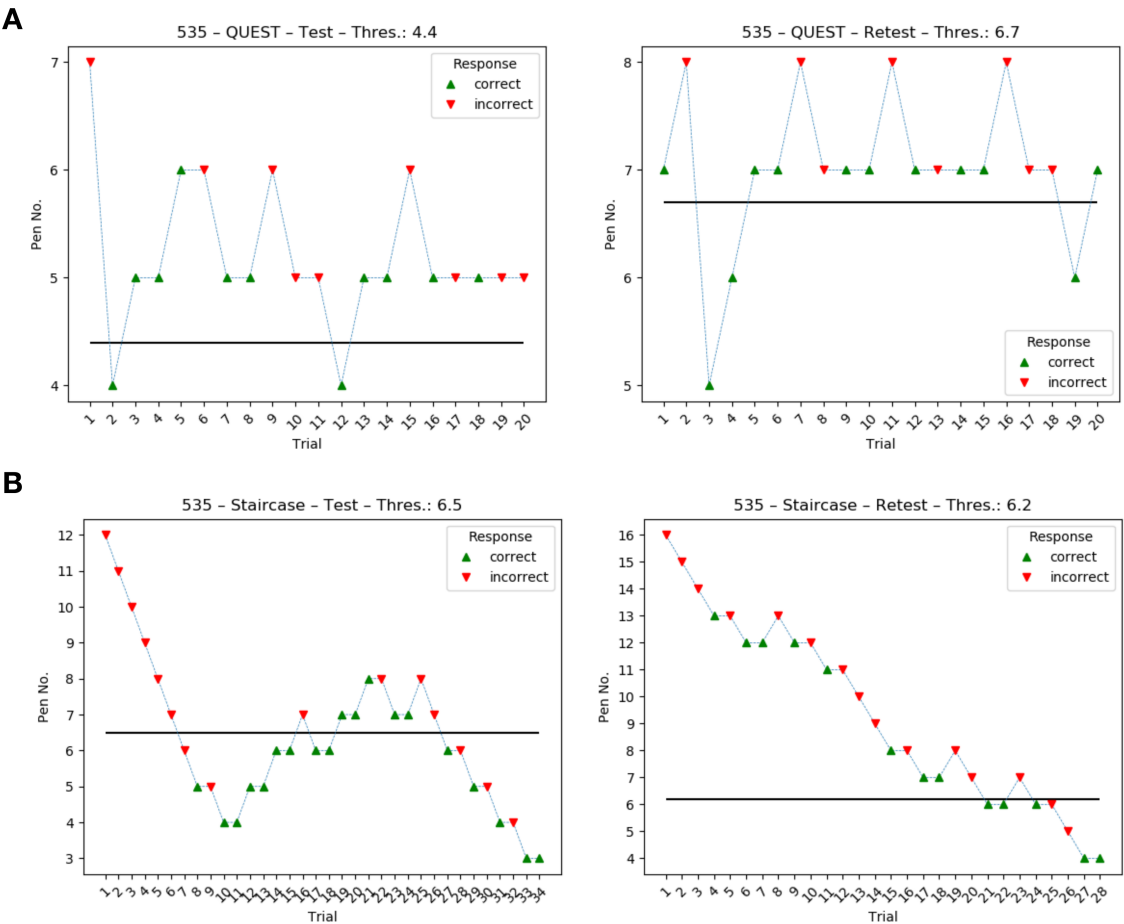 A
535 – QUEST – Test – Thres.: 4.4
Response
correct
incorrect
7
6
5
4
Pen No.
1 2 3 4 5 6 7 8 9 10 11 12 13 14 15 16 17 18 19 20
Trial
535 – QUEST – Retest – Thres.: 6.7
8
7
6
5
Pen No.
Response
correct
incorrect
1 2 3 4 5 6 7 8 9 10 11 12 13 14 15 16 17 18 19 20
Trial
B
535 – Staircase – Test – Thres.: 6.5
Response
correct
incorrect
12
11
10
9
8
7
6
5
4
3
Pen No.
1 2 3 4 5 6 7 8 9 10 11 12 13 14 15 16 17 18 19 20 21 22 23 24 25 26 27 28 29 30 31 32 33 34
Trial
535 – Staircase – Retest – Thres.: 6.2
Response
correct
incorrect
16
15
14
13
12
11
10
9
8
7
6
5
4
Pen No.
1 2 3 4 5 6 7 8 9 10 11 12 13 14 15 16 17 18 19 20 21 22 23 24 25 26 27 28
Trial